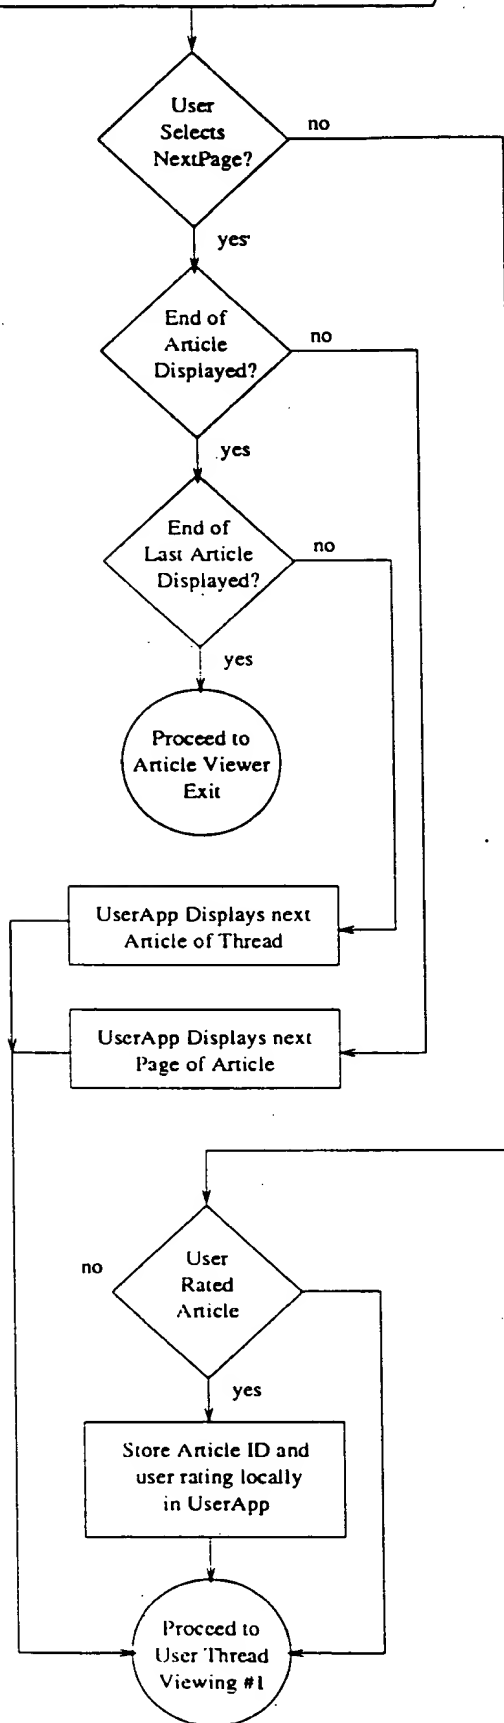 User
Selects
NextPage?
no
yes
End of
Article
Displayed?
no
yes
End of
Last Article
Displayed?
no
yes
Proceed to
Article Viewer
Exit
UserApp Displays next
Article of Thread
UserApp Displays next
Page of Article
no
User
Rated
Article
yes
Store Article ID and
user rating locally
in UserApp
Proceed to
User Thread
Viewing #1